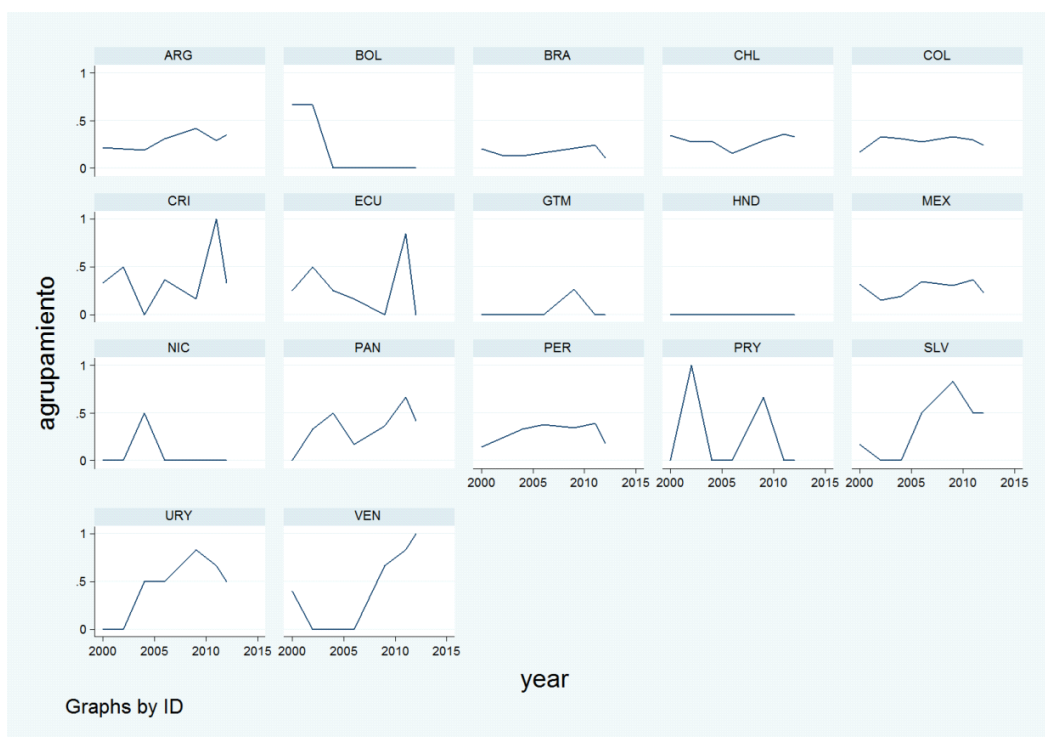 ARG BOL BRA CHL COL
1
.5
0
CRI ECU GTM HND MEX
1
.5
0
agrupamiento
NIC PAN PER PRY SLV
1
.5
0
2000 2005 2010 2015 2000 2005 2010 2015 2000 2005 2010 2015
URY VEN
1
.5
0
2000 2005 2010 2015 2000 2005 2010 2015
year
Graphs by ID